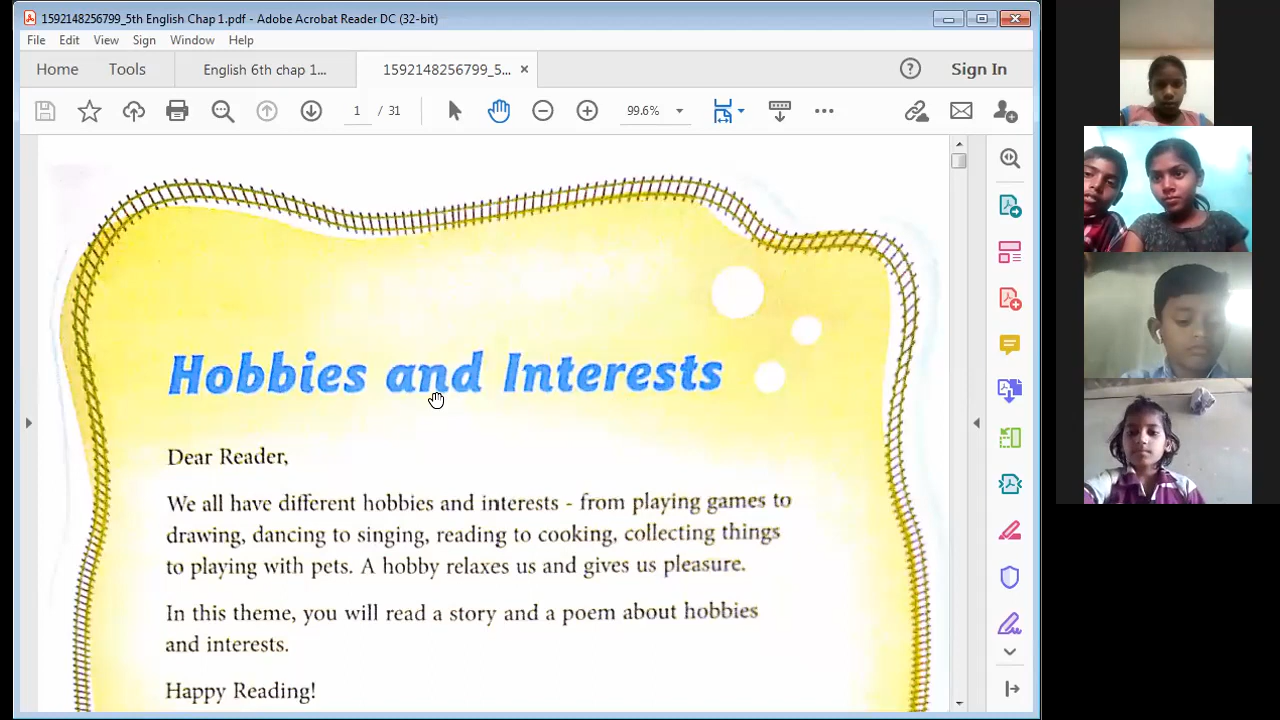 1592148256799_5th English Chap 1.pdf - Adobe Acrobat Reader DC (32-bit)
File Edit View Sign Window Help
Home Tools English 6th chap 1... 1592148256799_5... × Sign In
1 / 31 99.6%
Hobbies and Interests
Dear Reader,
We all have different hobbies and interests - from playing games to
drawing, dancing to singing, reading to cooking, collecting things
to playing with pets. A hobby relaxes us and gives us pleasure.
In this theme, you will read a story and a poem about hobbies
and interests.
Happy Reading!